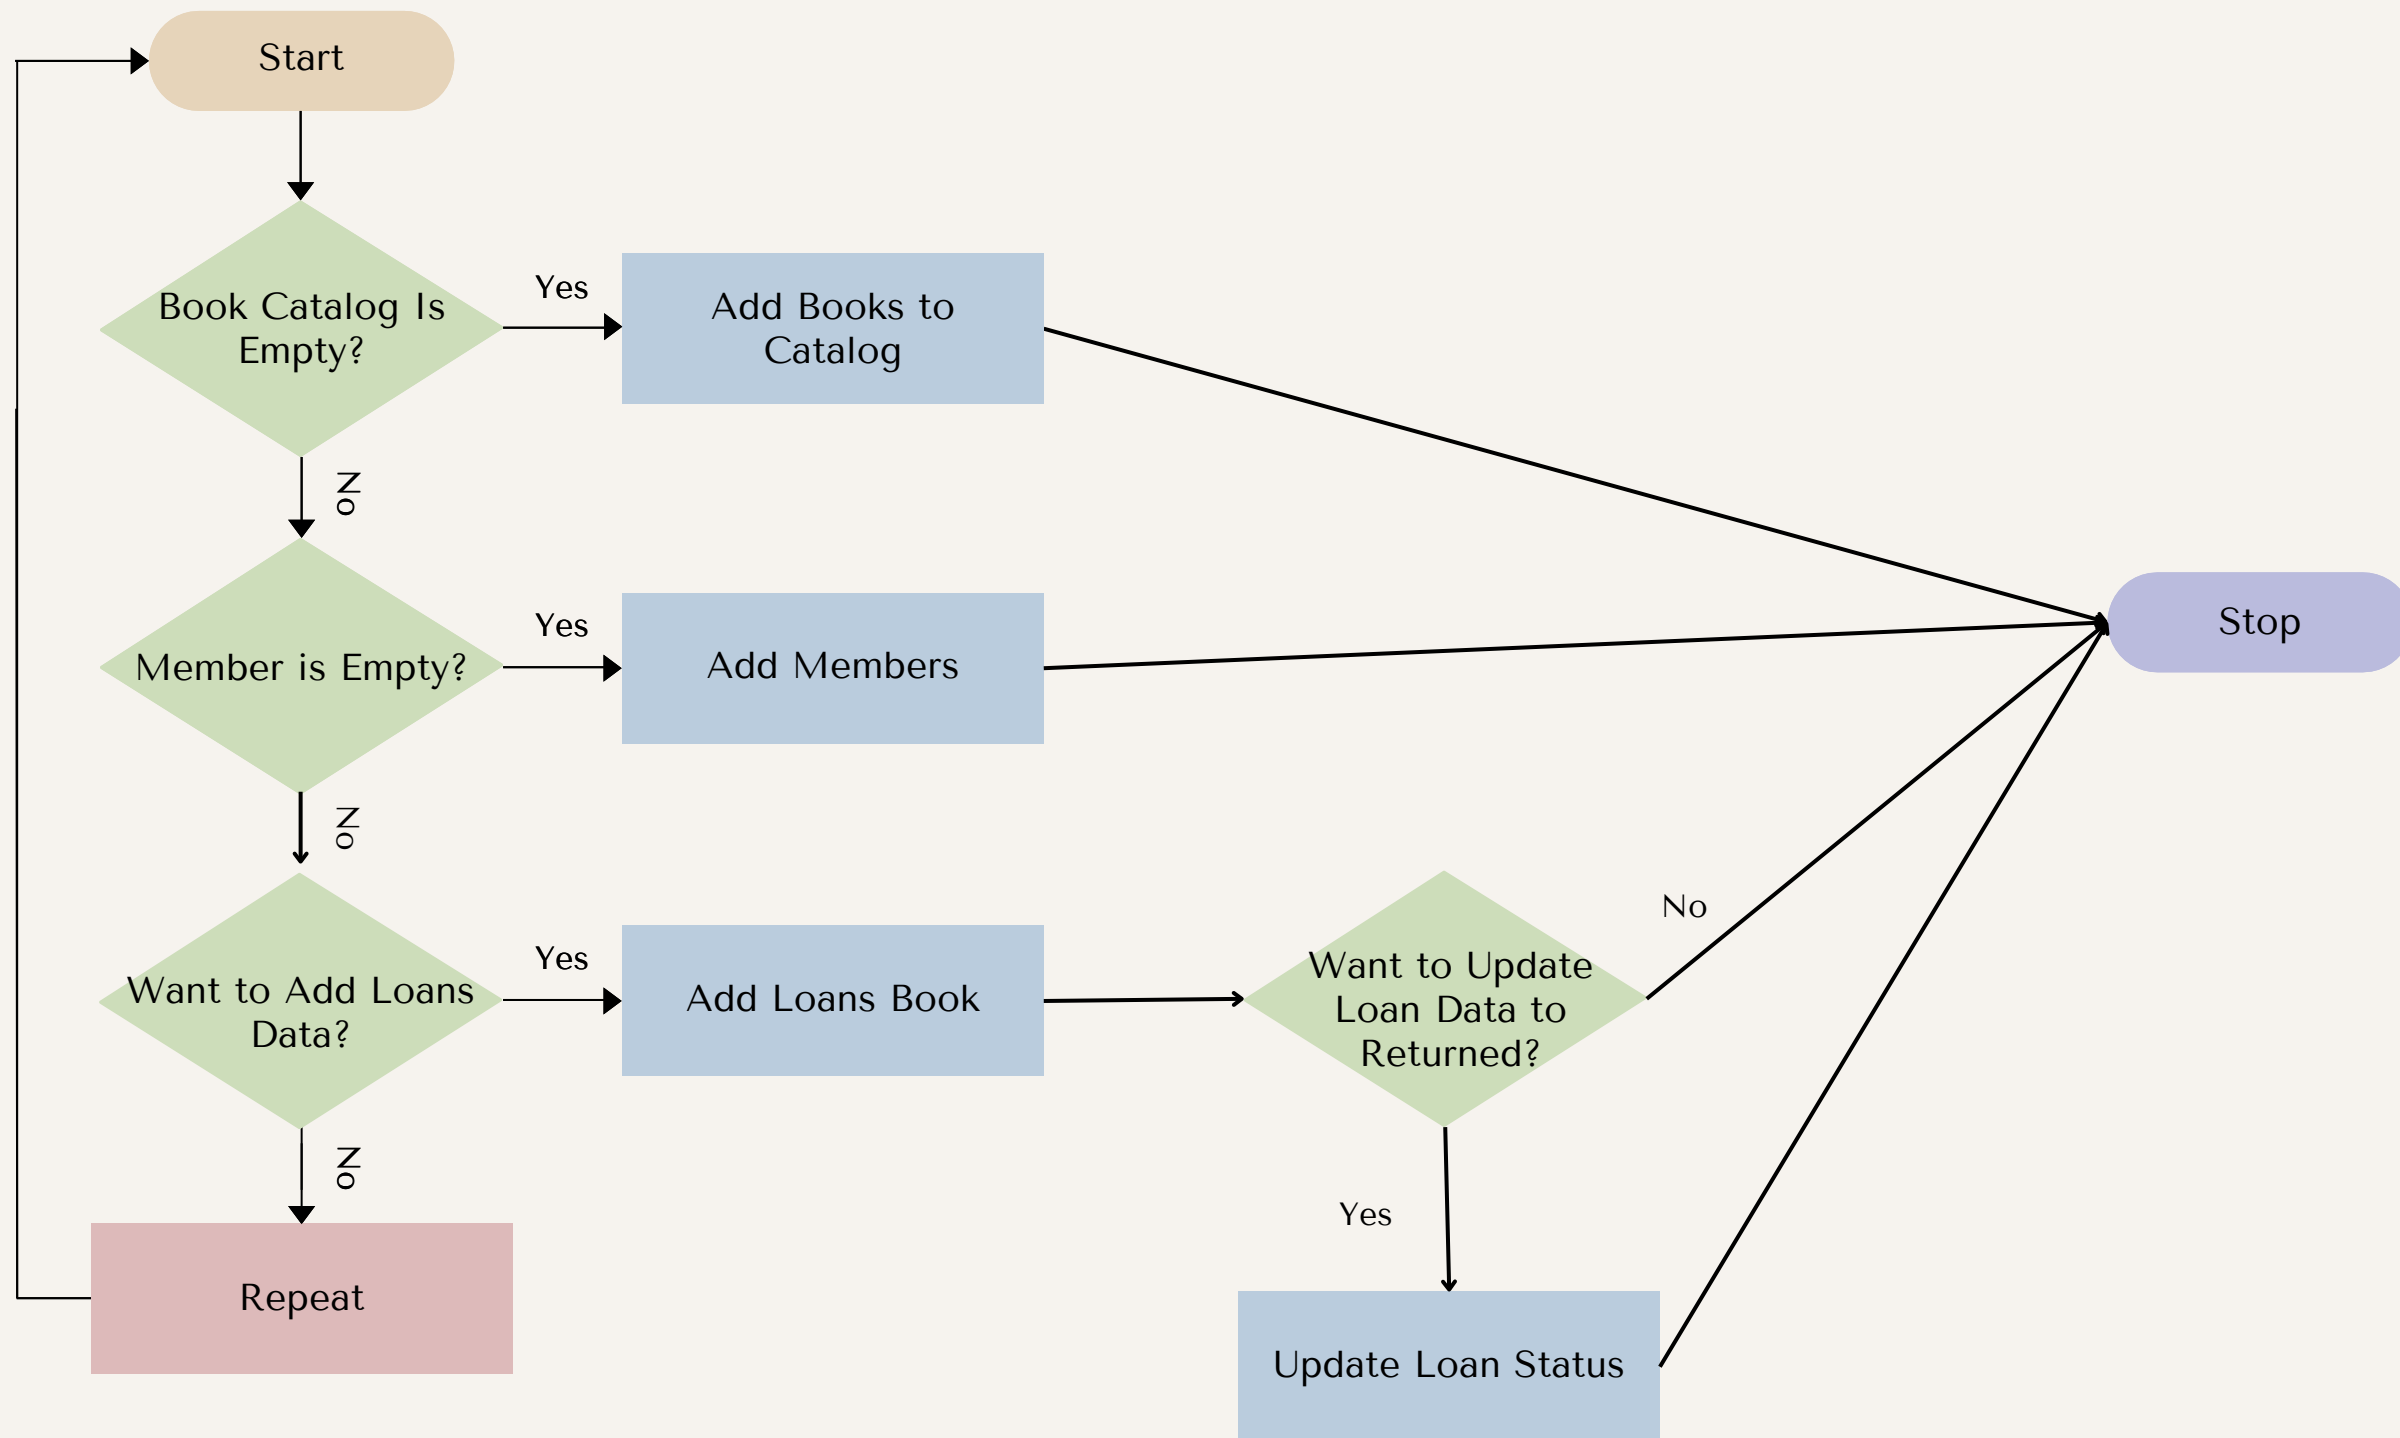 Start
Book Catalog Is
Empty?
Yes
Add Books to
Catalog
No
Member is Empty?
Yes
Add Members
Stop
No
Want to Add Loans
Data?
Yes
Add Loans Book
Want to Update
Loan Data to
Returned?
No
No
Yes
Repeat
Update Loan Status